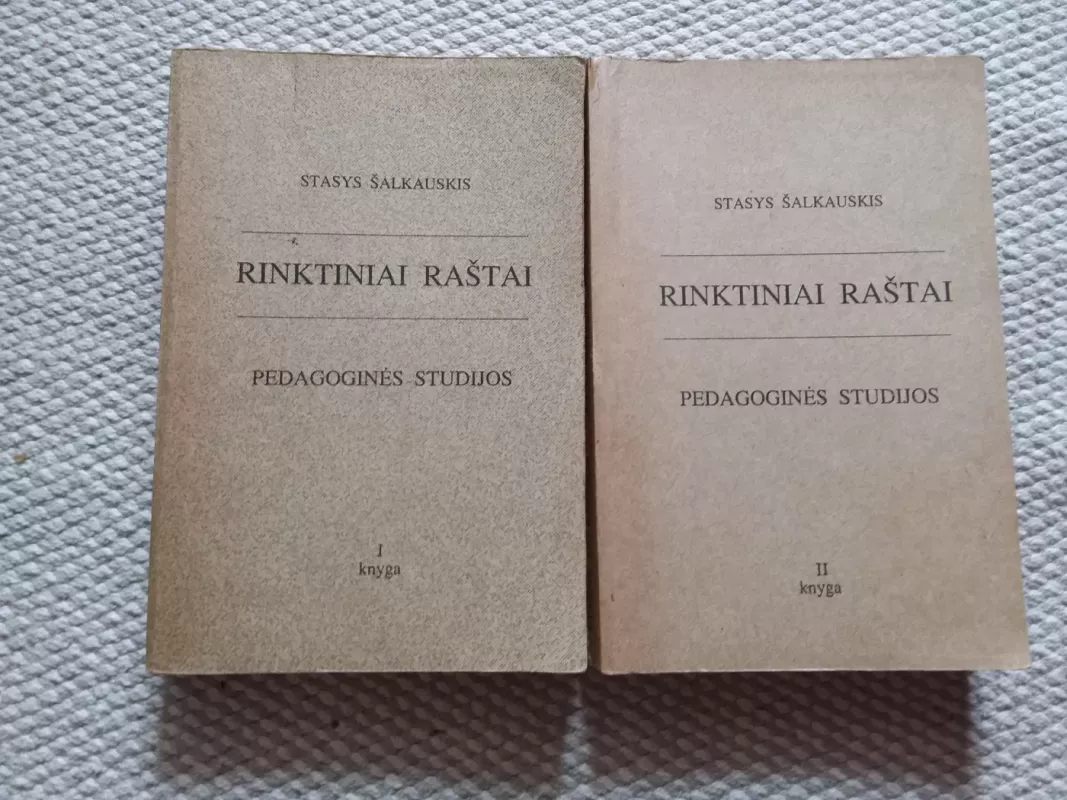 STASYS ŠALKAUSKIS
RINKTINIAI RAŠTAI
PEDAGOGINĖS STUDIJOS
I
knyga
STASYS ŠALKAUSKIS
RINKTINIAI RAŠTAI
PEDAGOGINĖS STUDIJOS
II
knyga